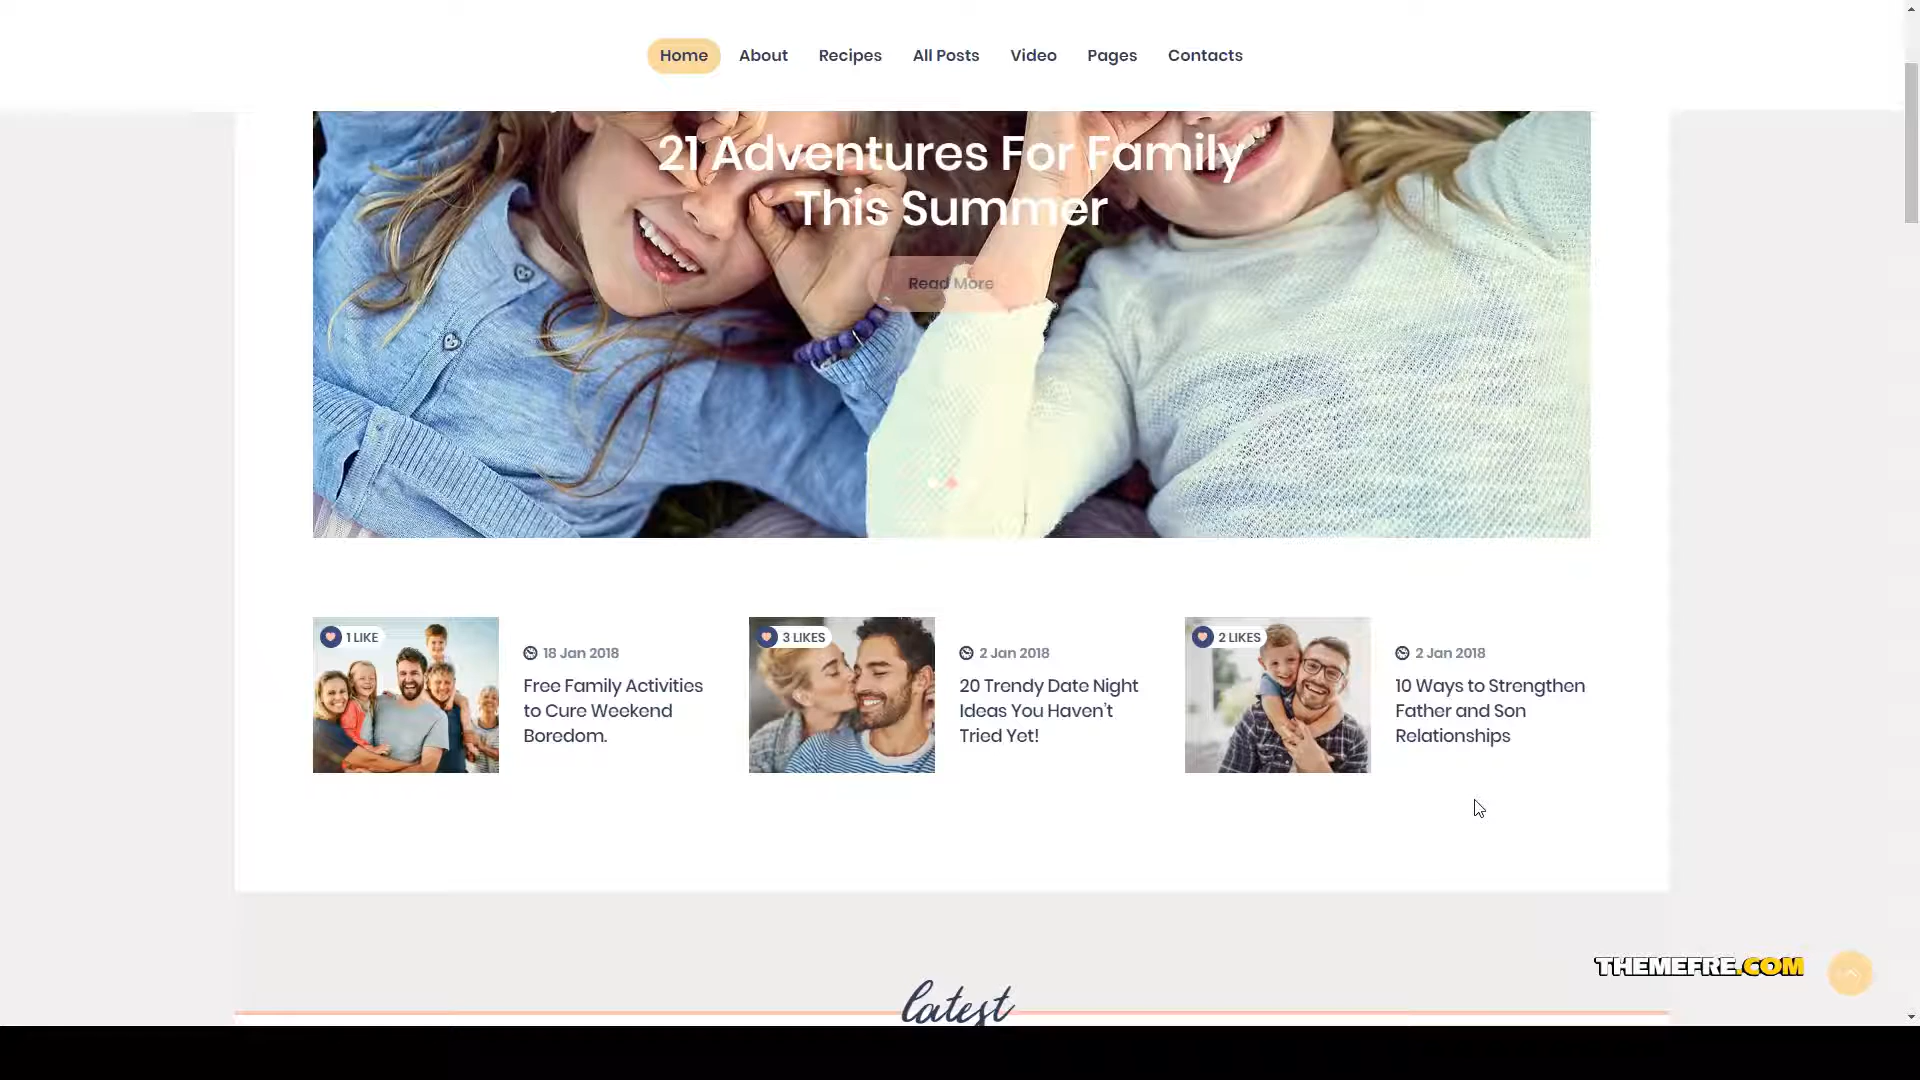 Home About Recipes All Posts Video Pages Contacts
21 Adventures For Family
This Summer
Read More
1 LIKE
18 Jan 2018
Free Family Activities
to Cure Weekend
Boredom.
3 LIKES
2 Jan 2018
20 Trendy Date Night
Ideas You Haven't
Tried Yet!
2 LIKES
2 Jan 2018
10 Ways to Strengthen
Father and Son
Relationships
THEMEFRE.COM
latest